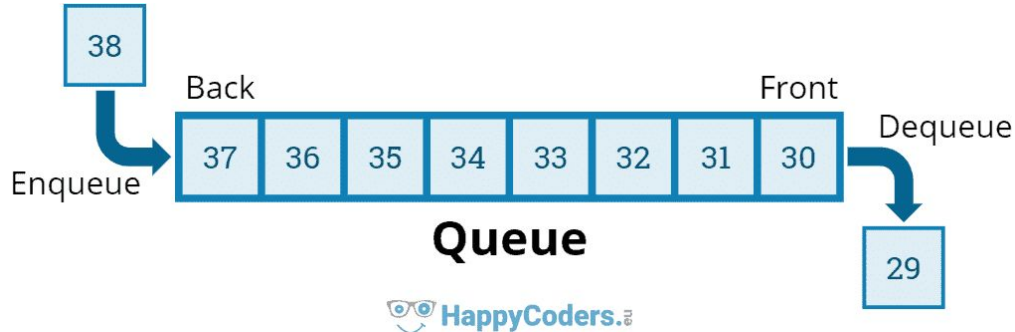 38
Back Front
Dequeue
37 36 35 34 33 32 31 30
Enqueue
Queue
29
HappyCoders.eu